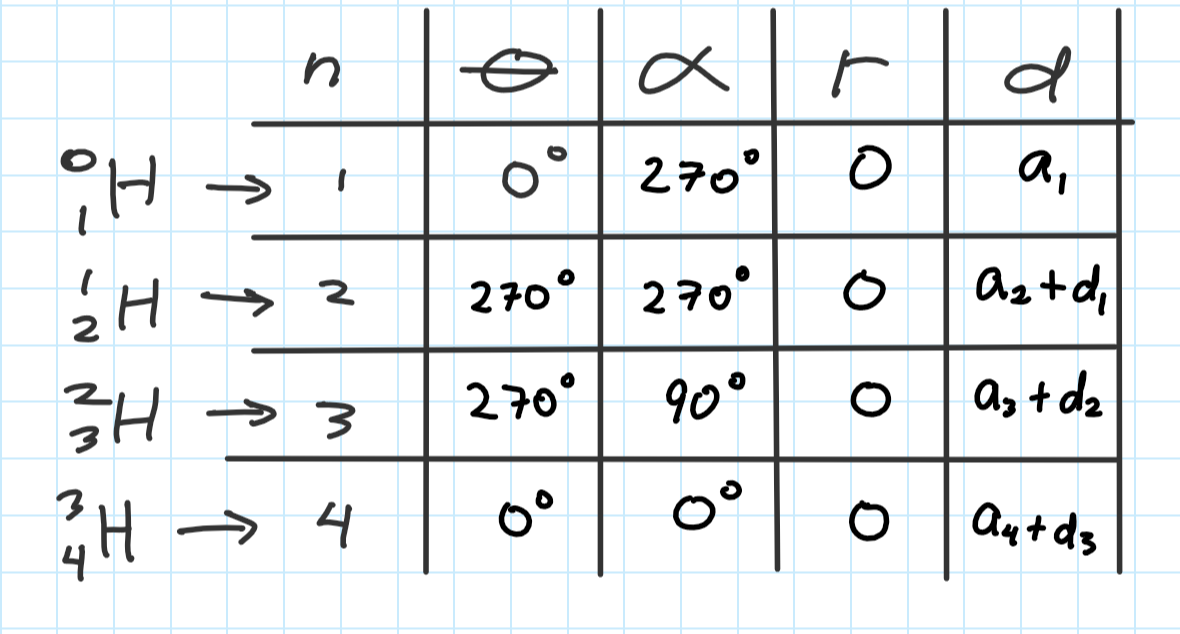 n θ α r d
⁰₁H → 1 0° 270° 0 a₁
¹₂H → 2 270° 270° 0 a₂+d₁
²₃H → 3 270° 90° 0 a₃+d₂
³₄H → 4 0° 0° 0 a₄+d₃